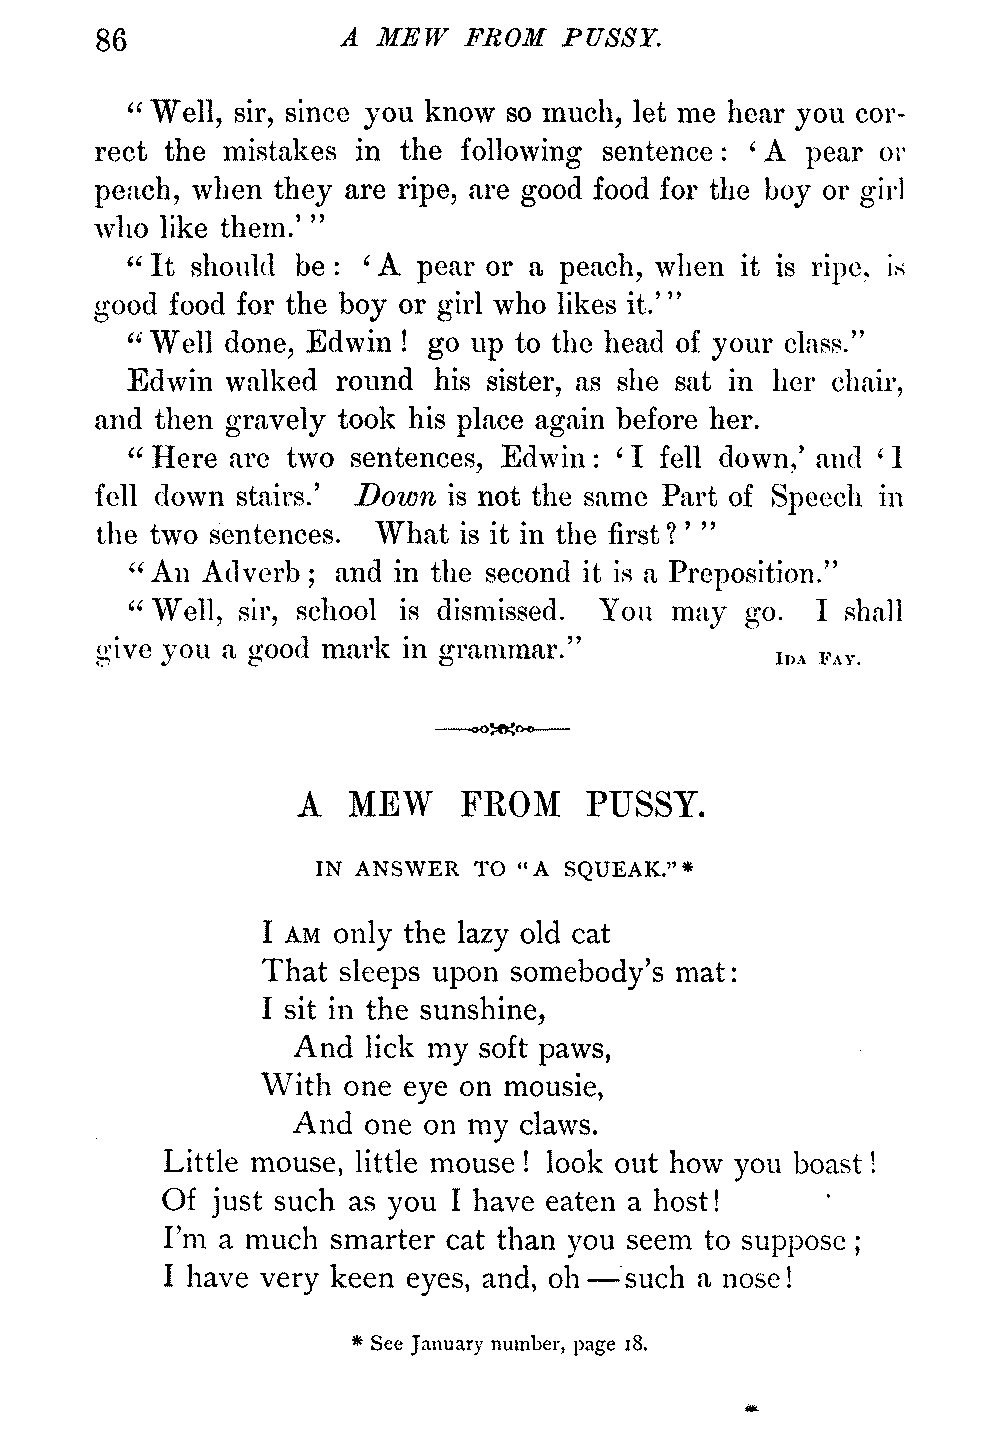 86 A MEW FROM PUSSY.
“Well, sir, since you know so much, let me hear you cor-
rect the mistakes in the following sentence: ‘A pear or
peach, when they are ripe, are good food for the boy or girl
who like them.’”
“It should be: ‘A pear or a peach, when it is ripe, is
good food for the boy or girl who likes it.’”
“Well done, Edwin! go up to the head of your class.”
Edwin walked round his sister, as she sat in her chair,
and then gravely took his place again before her.
“Here are two sentences, Edwin: ‘I fell down,’ and ‘I
fell down stairs.’ Down is not the same Part of Speech in
the two sentences. What is it in the first?’”
“An Adverb; and in the second it is a Preposition.”
“Well, sir, school is dismissed. You may go. I shall
give you a good mark in grammar.”
IDA FAY.
A MEW FROM PUSSY.
IN ANSWER TO “A SQUEAK.”*
I AM only the lazy old cat
That sleeps upon somebody’s mat:
I sit in the sunshine,
And lick my soft paws,
With one eye on mousie,
And one on my claws.
Little mouse, little mouse! look out how you boast!
Of just such as you I have eaten a host!
I’m a much smarter cat than you seem to suppose;
I have very keen eyes, and, oh—such a nose!
* See January number, page 18.